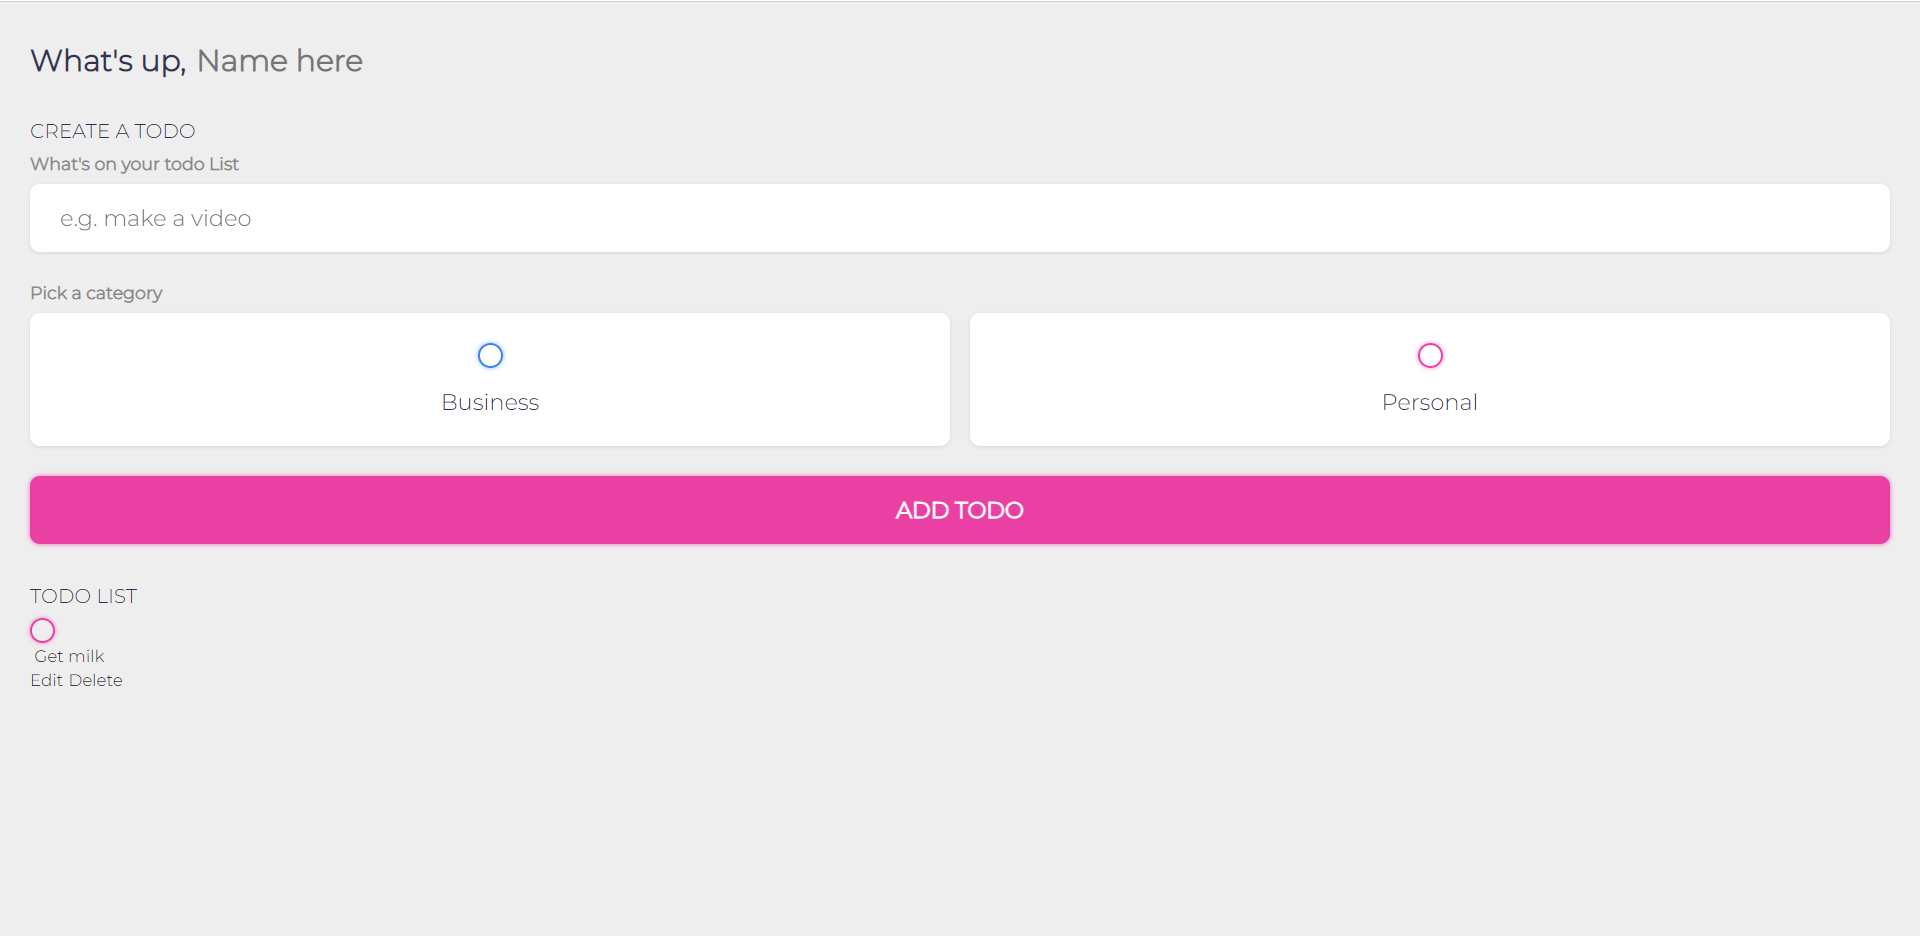 What's up, Name here
CREATE A TODO
What's on your todo List
e.g. make a video
Pick a category
Business
Personal
ADD TODO
TODO LIST
Get milk
Edit Delete